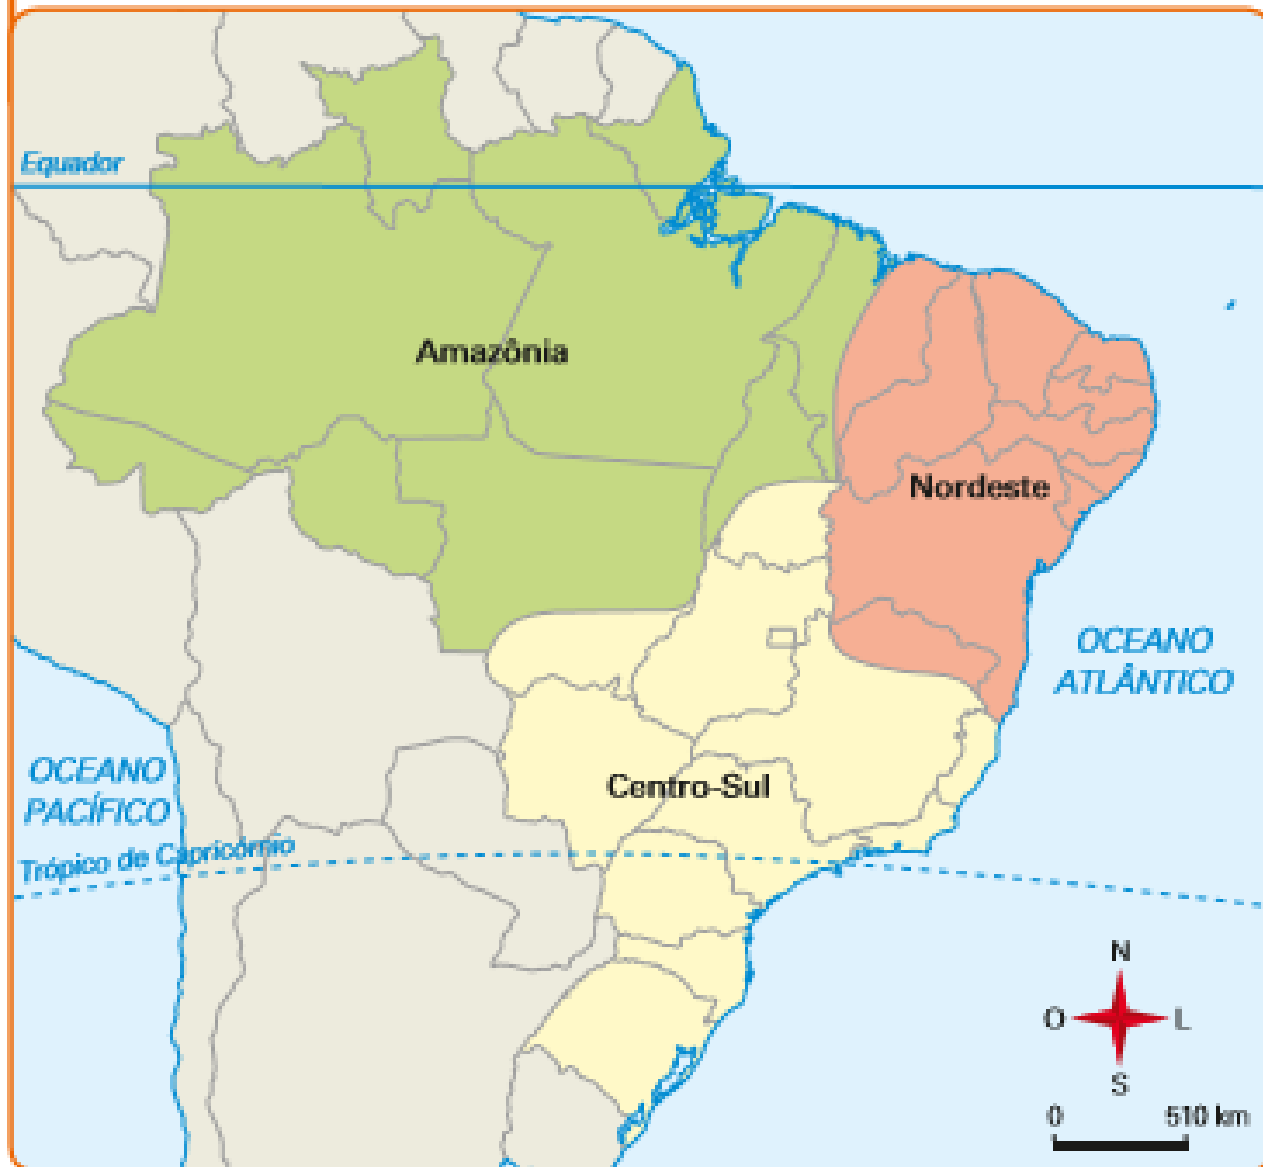 Equador
Amazônia
Nordeste
OCEANO
ATLÂNTICO
OCEANO
PACÍFICO
Centro-Sul
Trópico de Capricórnio
N
O
L
S
0
510 km